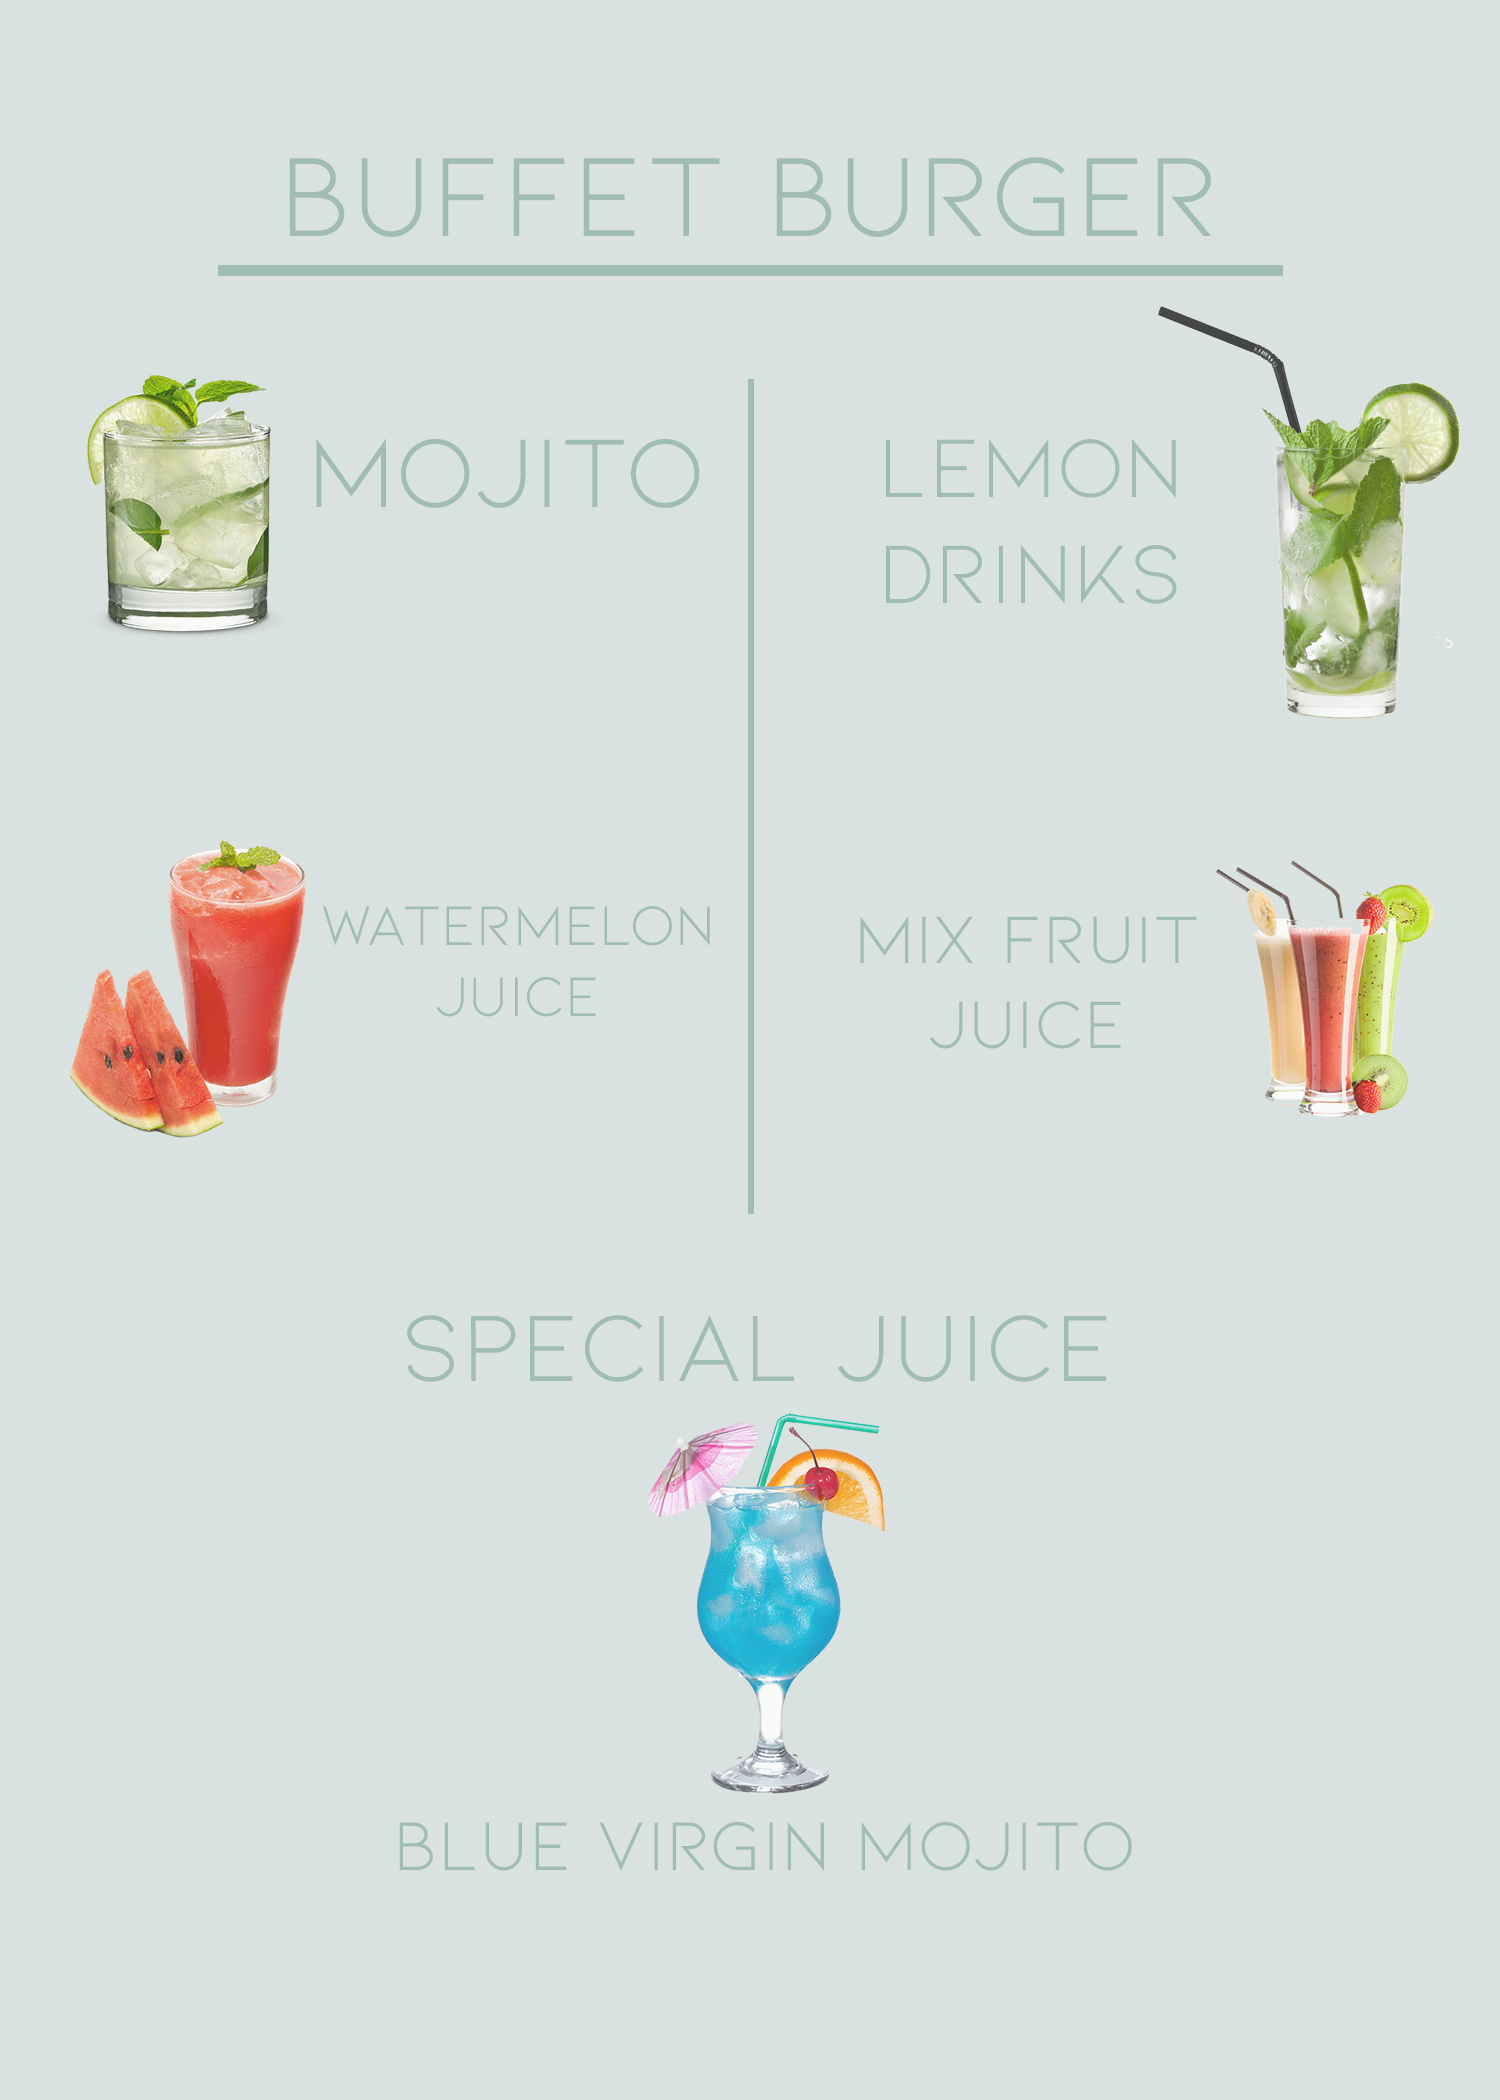 BUFFET BURGER
MOJITO
LEMON
DRINKS
WATERMELON
JUICE
MIX FRUIT
JUICE
SPECIAL JUICE
BLUE VIRGIN MOJITO